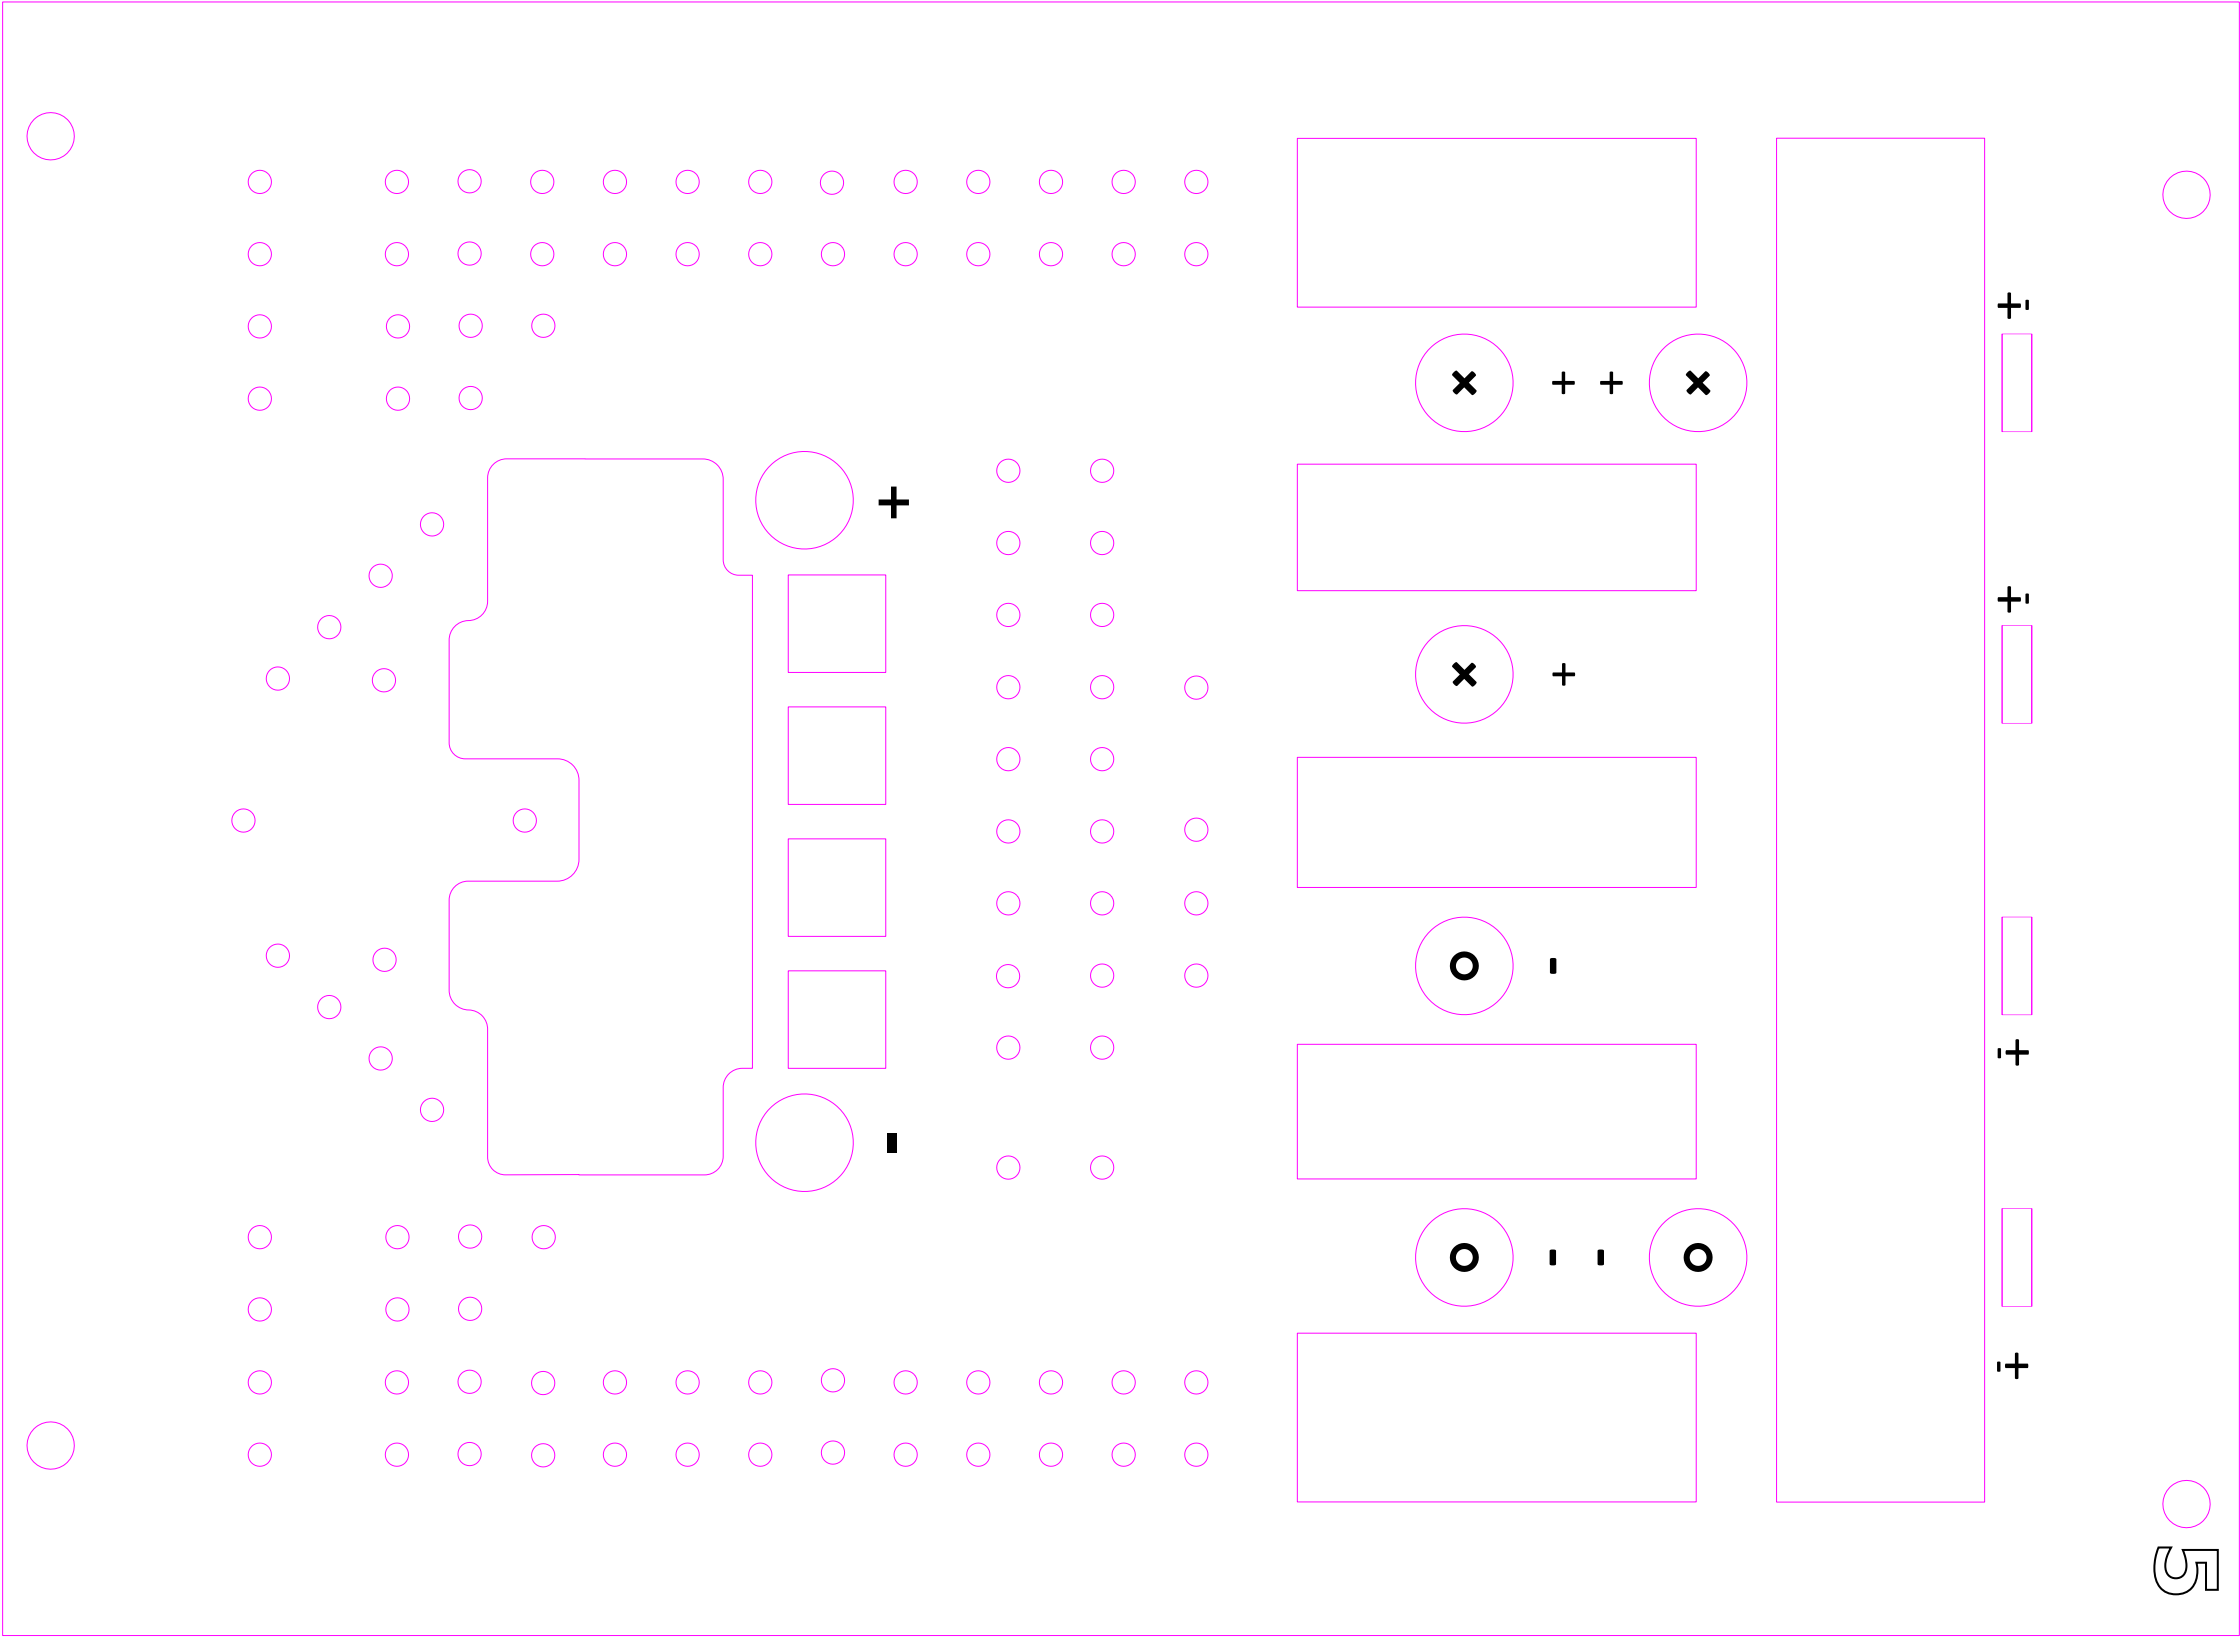 + -
× + + ×
+
+ -
× +
O -
- +
-
O - - O
- +
5